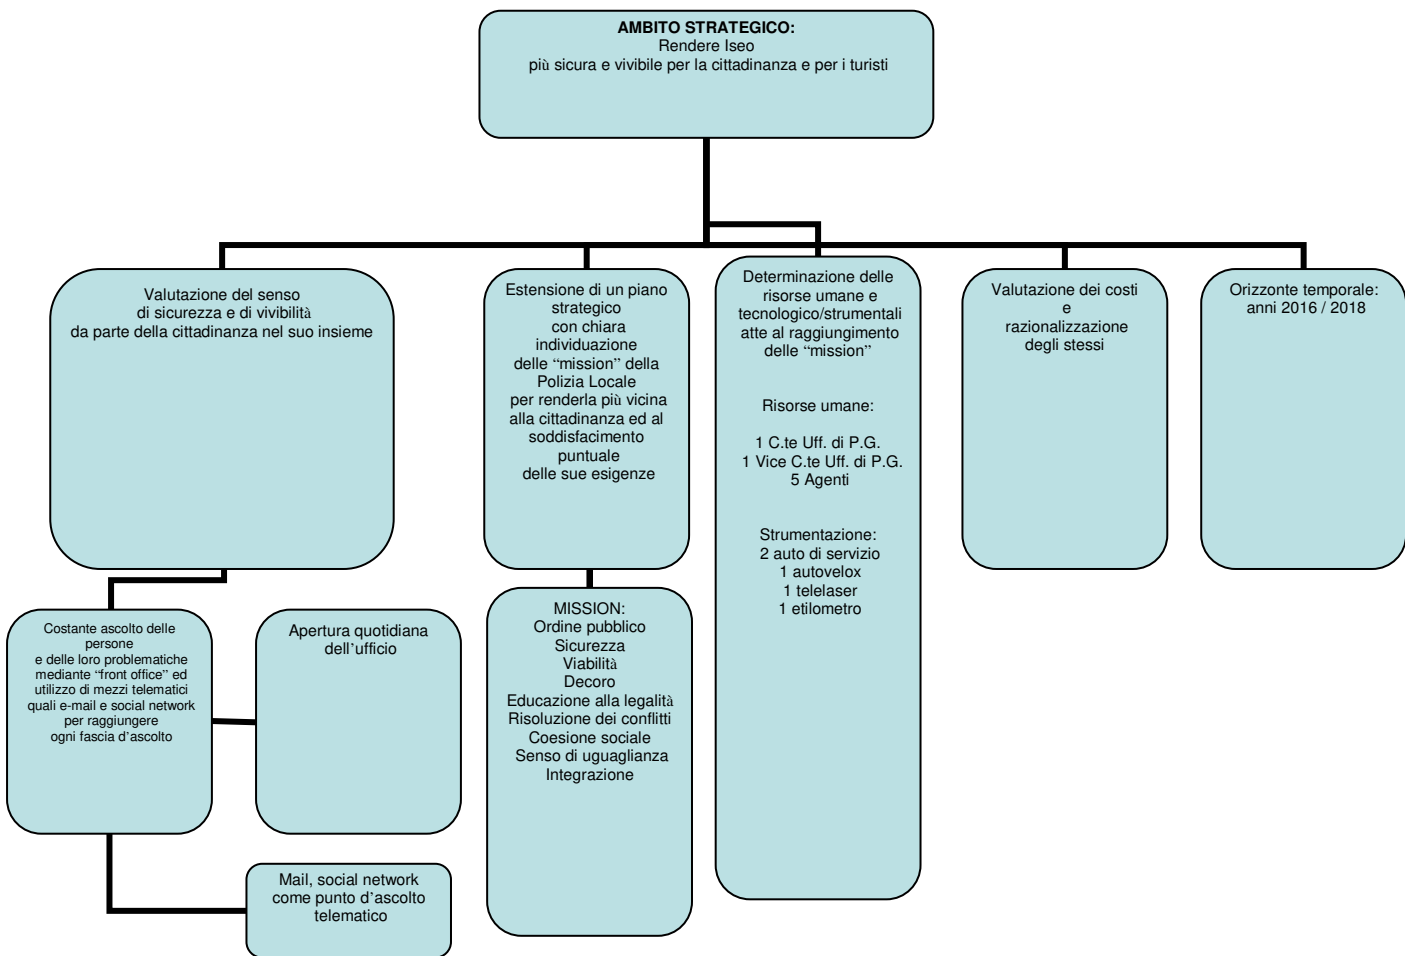 AMBITO STRATEGICO:
Rendere Iseo
più sicura e vivibile per la cittadinanza e per i turisti
Valutazione del senso
di sicurezza e di vivibilità
da parte della cittadinanza nel suo insieme
Estensione di un piano
strategico
con chiara
individuazione
delle “mission” della
Polizia Locale
per renderla più vicina
alla cittadinanza ed al
soddisfacimento
puntuale
delle sue esigenze
Determinazione delle
risorse umane e
tecnologico/strumentali
atte al raggiungimento
delle “mission”
Risorse umane:
1 C.te Uff. di P.G.
1 Vice C.te Uff. di P.G.
5 Agenti
Strumentazione:
2 auto di servizio
1 autovelox
1 telelaser
1 etilometro
Valutazione dei costi
e
razionalizzazione
degli stessi
Orizzonte temporale:
anni 2016 / 2018
Costante ascolto delle
persone
e delle loro problematiche
mediante “front office” ed
utilizzo di mezzi telematici
quali e-mail e social network
per raggiungere
ogni fascia d’ascolto
Apertura quotidiana
dell’ufficio
MISSION:
Ordine pubblico
Sicurezza
Viabilità
Decoro
Educazione alla legalità
Risoluzione dei conflitti
Coesione sociale
Senso di uguaglianza
Integrazione
Mail, social network
come punto d’ascolto
telematico